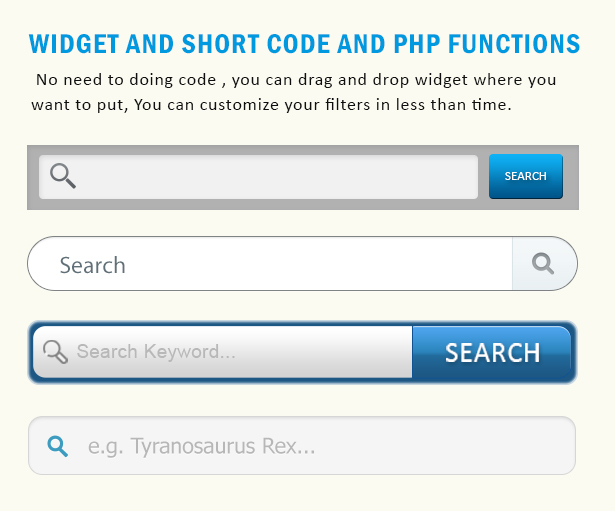 WIDGET AND SHORT CODE AND PHP FUNCTIONS
No need to doing code , you can drag and drop widget where you
want to put, You can customize your filters in less than time.
SEARCH
Search
Search Keyword...
SEARCH
e.g. Tyranosaurus Rex...